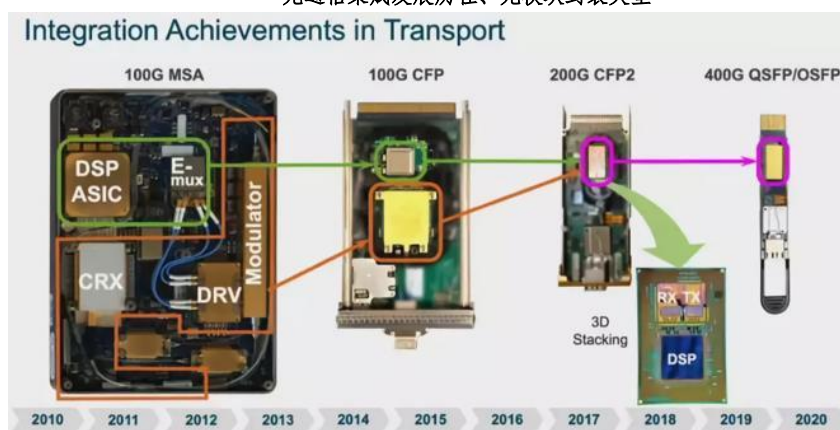 Integration Achievements in Transport
100G MSA
100G CFP
200G CFP2
400G QSFP/OSFP
DSP
ASIC
E-
mux
Modulator
CRX
DRV
RX TX
DSP
3D
Stacking
2010 2011 2012 2013 2014 2015 2016 2017 2018 2019 2020